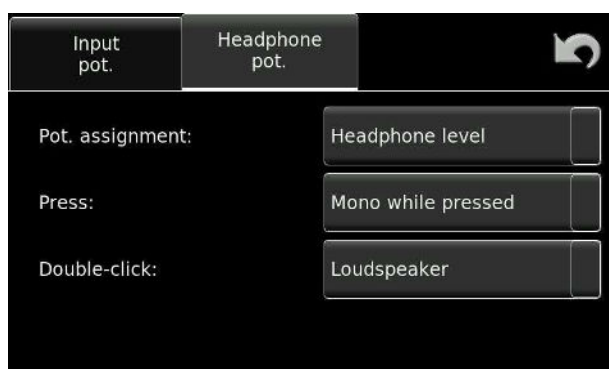 Input
pot.
Headphone
pot.
Pot. assignment: Headphone level
Press: Mono while pressed
Double-click: Loudspeaker